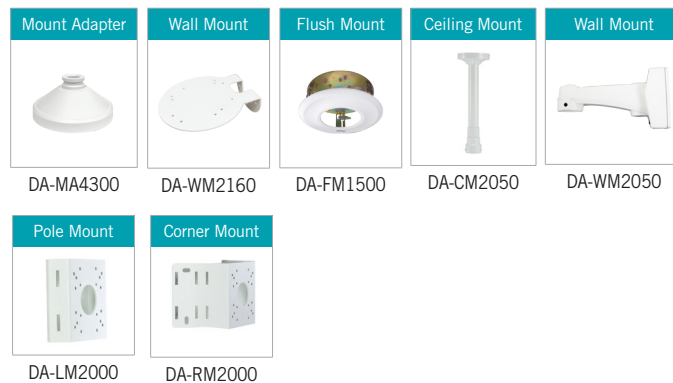 Mount Adapter
Wall Mount
Flush Mount
Ceiling Mount
Wall Mount
DA-MA4300
DA-WM2160
DA-FM1500
DA-CM2050
DA-WM2050
Pole Mount
Corner Mount
DA-LM2000
DA-RM2000